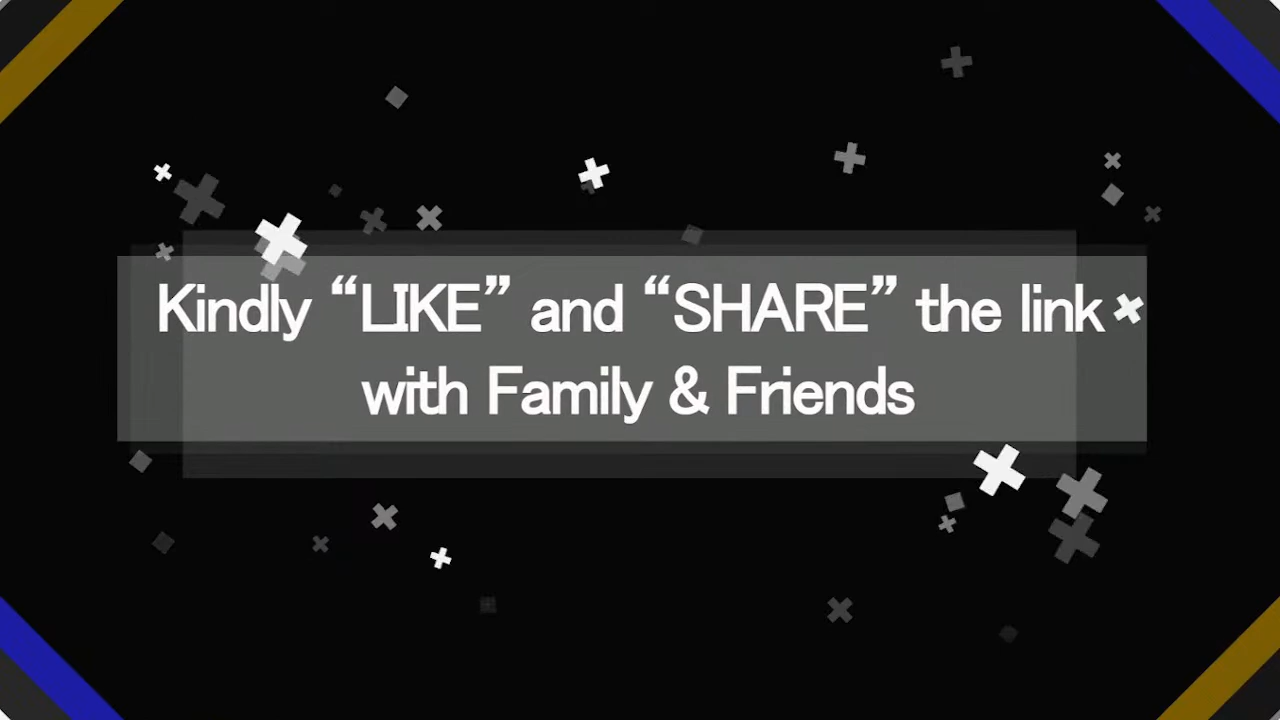 Kindly “LIKE” and “SHARE” the link
with Family & Friends